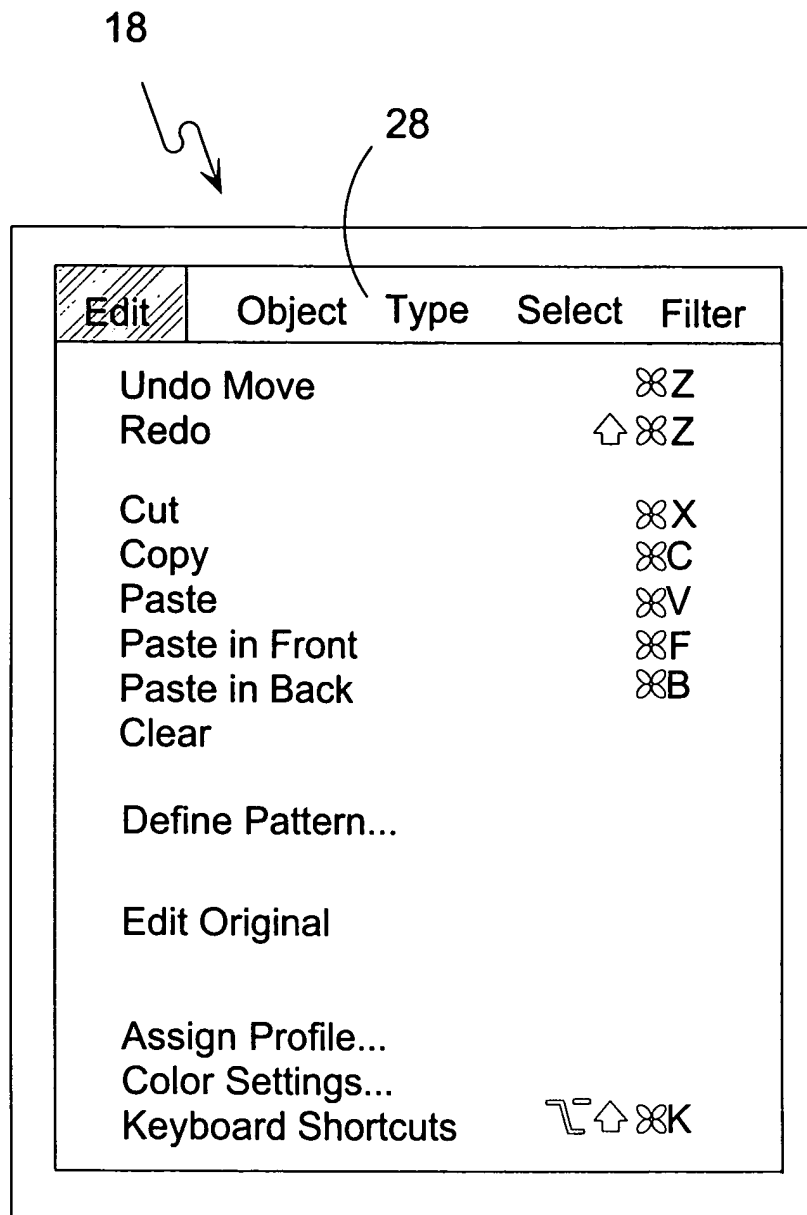 18
28
Edit Object Type Select Filter
Undo Move ⌘Z
Redo ⇧⌘Z
Cut ⌘X
Copy ⌘C
Paste ⌘V
Paste in Front ⌘F
Paste in Back ⌘B
Clear
Define Pattern...
Edit Original
Assign Profile...
Color Settings...
Keyboard Shortcuts ⌥⇧⌘K